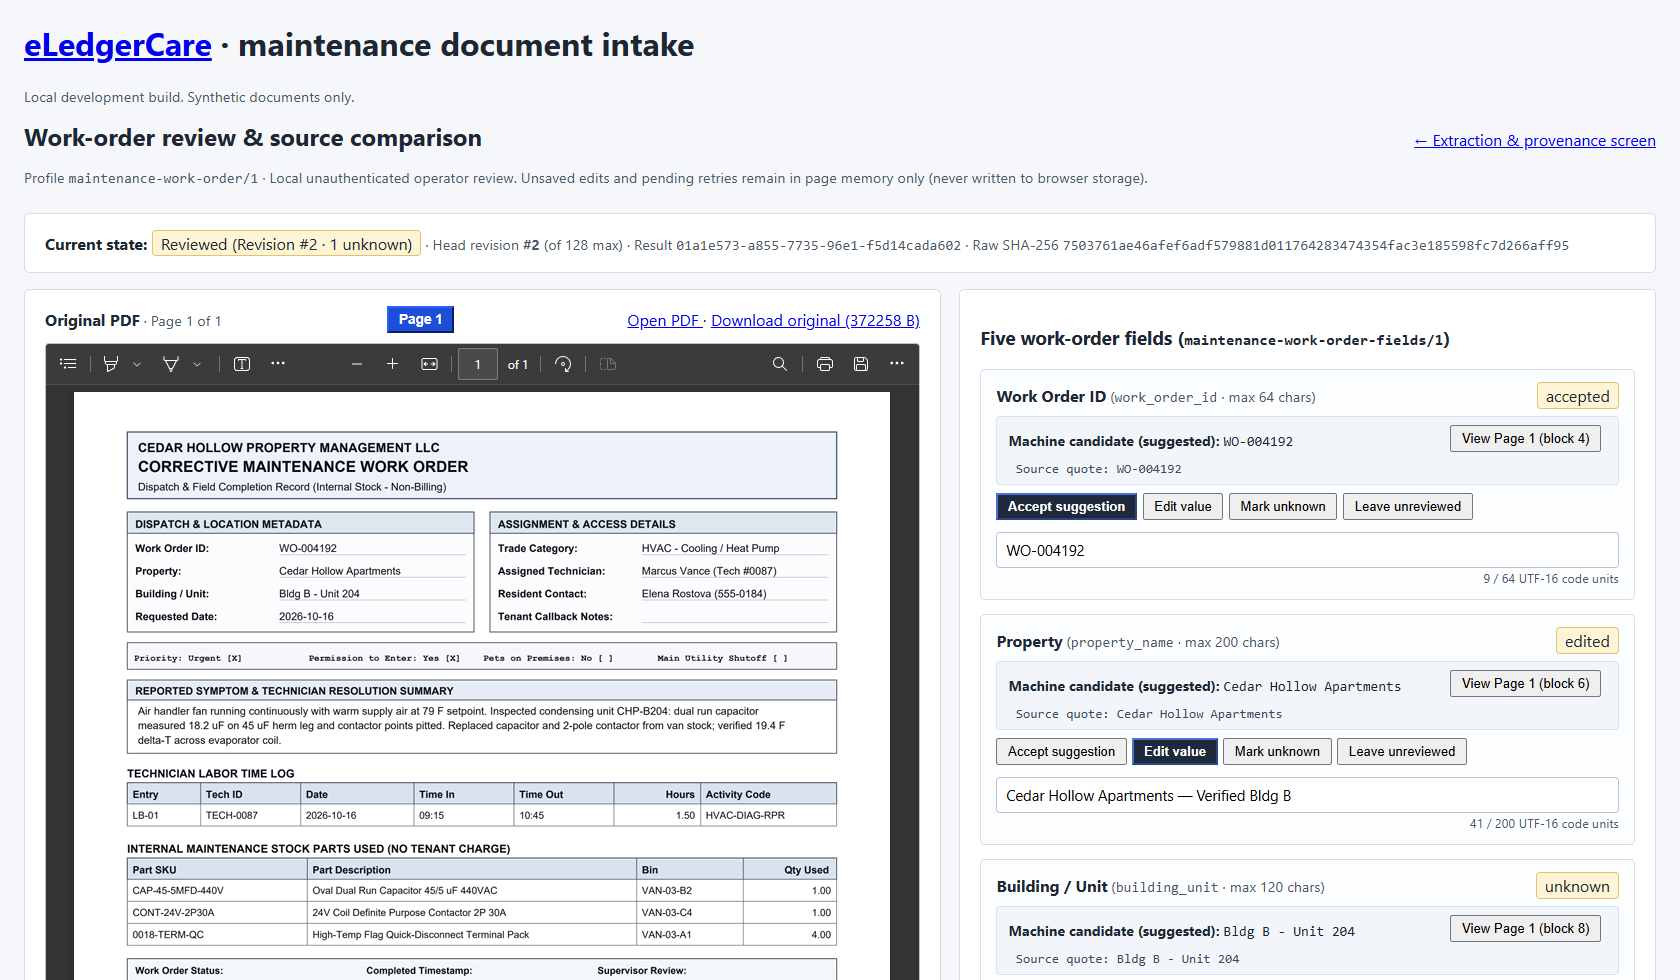 eLedgerCare · maintenance document intake
Local development build. Synthetic documents only.
Work-order review & source comparison
← Extraction & provenance screen
Profile maintenance-work-order/1 · Local unauthenticated operator review. Unsaved edits and pending retries remain in page memory only (never written to browser storage).
Current state: Reviewed (Revision #2 · 1 unknown) · Head revision #2 (of 128 max) · Result 01a1e573-a855-7735-96e1-f5d14cada602 · Raw SHA-256 7503761ae46afef6adf579881d011764283474354fac3e185598fc7d266aff95
Original PDF · Page 1 of 1
Page 1
Open PDF · Download original (372258 B)
1 of 1
CEDAR HOLLOW PROPERTY MANAGEMENT LLC
CORRECTIVE MAINTENANCE WORK ORDER
Dispatch & Field Completion Record (Internal Stock - Non-Billing)
DISPATCH & LOCATION METADATA
Work Order ID: WO-004192
Property: Cedar Hollow Apartments
Building / Unit: Bldg B - Unit 204
Requested Date: 2026-10-16
ASSIGNMENT & ACCESS DETAILS
Trade Category: HVAC - Cooling / Heat Pump
Assigned Technician: Marcus Vance (Tech #0087)
Resident Contact: Elena Rostova (555-0184)
Tenant Callback Notes:
Priority: Urgent [X] Permission to Enter: Yes [X] Pets on Premises: No [ ] Main Utility Shutoff [ ]
REPORTED SYMPTOM & TECHNICIAN RESOLUTION SUMMARY
Air handler fan running continuously with warm supply air at 79 F setpoint. Inspected condensing unit CHP-B204: dual run capacitor
measured 18.2 uF on 45 uF herm leg and contactor points pitted. Replaced capacitor and 2-pole contactor from van stock; verified 19.4 F
delta-T across evaporator coil.
TECHNICIAN LABOR TIME LOG
Entry Tech ID Date Time In Time Out Hours Activity Code
LB-01 TECH-0087 2026-10-16 09:15 10:45 1.50 HVAC-DIAG-RPR
INTERNAL MAINTENANCE STOCK PARTS USED (NO TENANT CHARGE)
Part SKU Part Description Bin Qty Used
CAP-45-5MFD-440V Oval Dual Run Capacitor 45/5 uF 440VAC VAN-03-B2 1.00
CONT-24V-2P30A 24V Coil Definite Purpose Contactor 2P 30A VAN-03-C4 1.00
0018-TERM-QC High-Temp Flag Quick-Disconnect Terminal Pack VAN-03-A1 4.00
Work Order Status: Completed Timestamp: Supervisor Review:
Five work-order fields (maintenance-work-order-fields/1)
Work Order ID (work_order_id · max 64 chars)
accepted
Machine candidate (suggested): WO-004192
View Page 1 (block 4)
Source quote: WO-004192
Accept suggestion Edit value Mark unknown Leave unreviewed
WO-004192
9 / 64 UTF-16 code units
Property (property_name · max 200 chars)
edited
Machine candidate (suggested): Cedar Hollow Apartments
View Page 1 (block 6)
Source quote: Cedar Hollow Apartments
Accept suggestion Edit value Mark unknown Leave unreviewed
Cedar Hollow Apartments — Verified Bldg B
41 / 200 UTF-16 code units
Building / Unit (building_unit · max 120 chars)
unknown
Machine candidate (suggested): Bldg B - Unit 204
View Page 1 (block 8)
Source quote: Bldg B - Unit 204